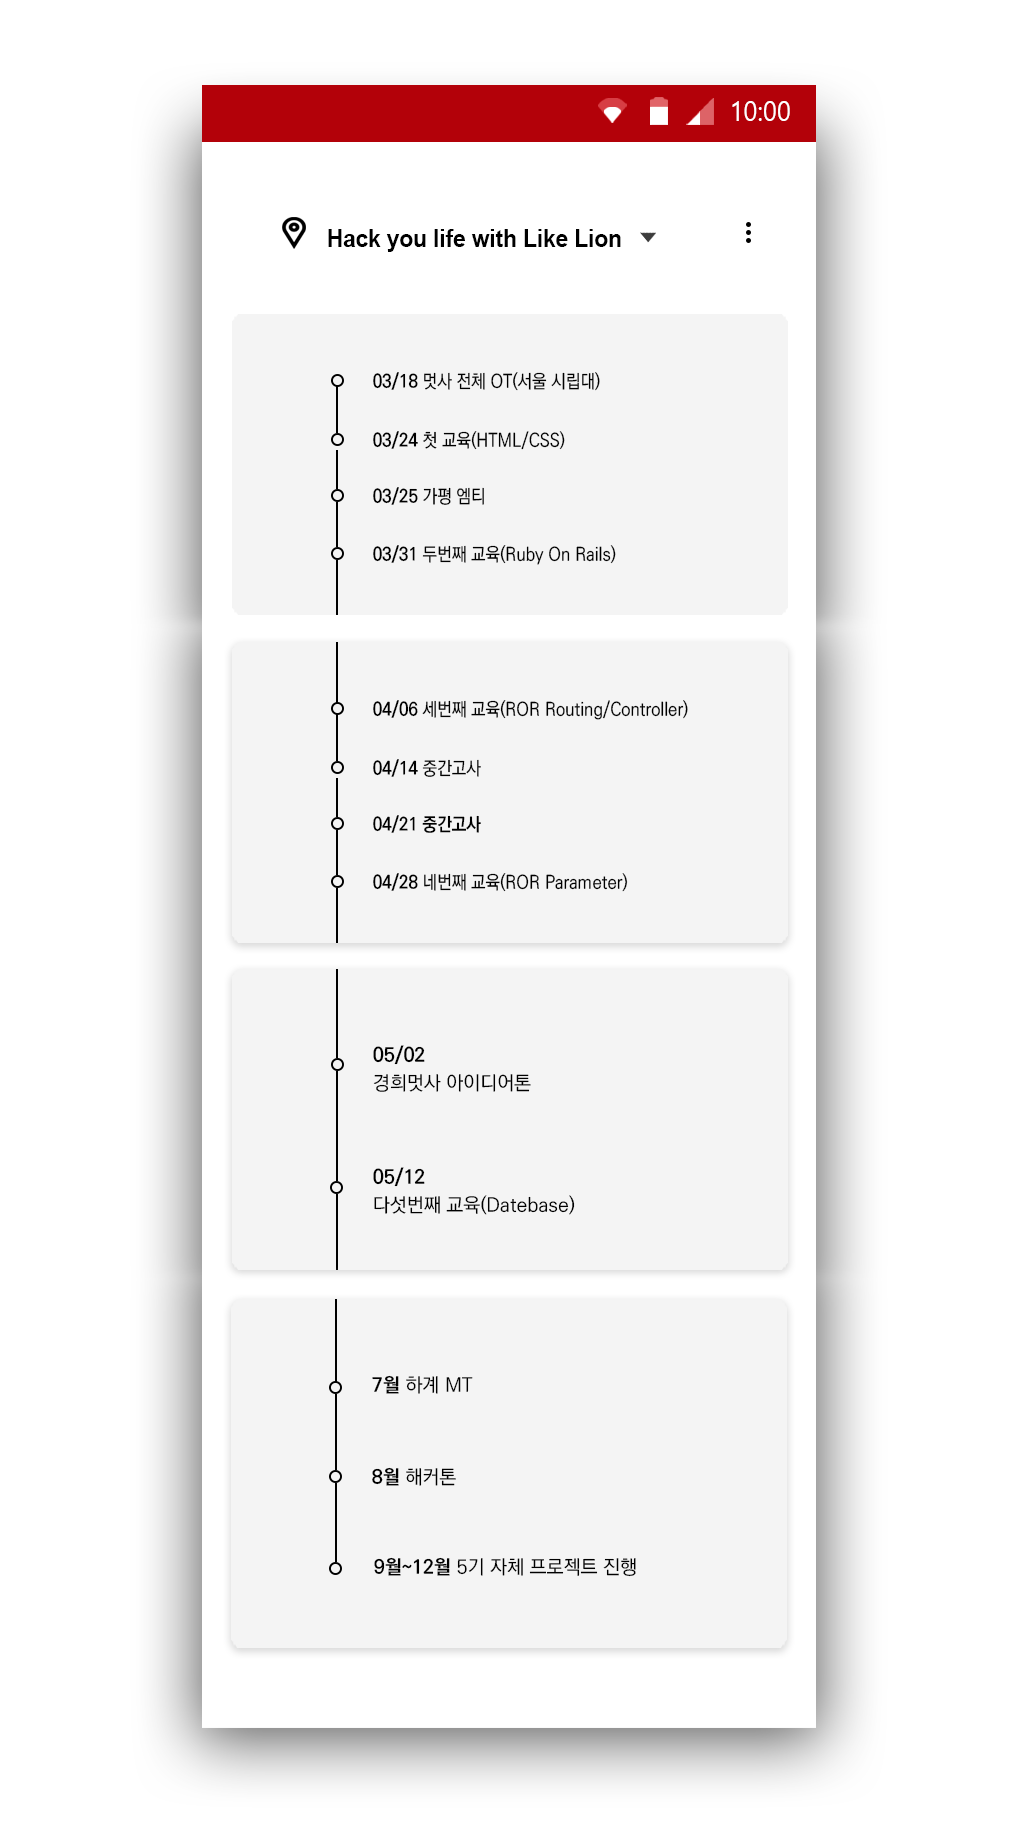 10:00
Hack you life with Like Lion
03/18 멋사 전체 OT(서울 시립대)
03/24 첫 교육(HTML/CSS)
03/25 가평 엠티
03/31 두번째 교육(Ruby On Rails)
04/06 세번째 교육(ROR Routing/Controller)
04/14 중간고사
04/21 중간고사
04/28 네번째 교육(ROR Parameter)
05/02
경희멋사 아이디어톤
05/12
다섯번째 교육(Datebase)
7월 하계 MT
8월 해커톤
9월~12월 5기 자체 프로젝트 진행